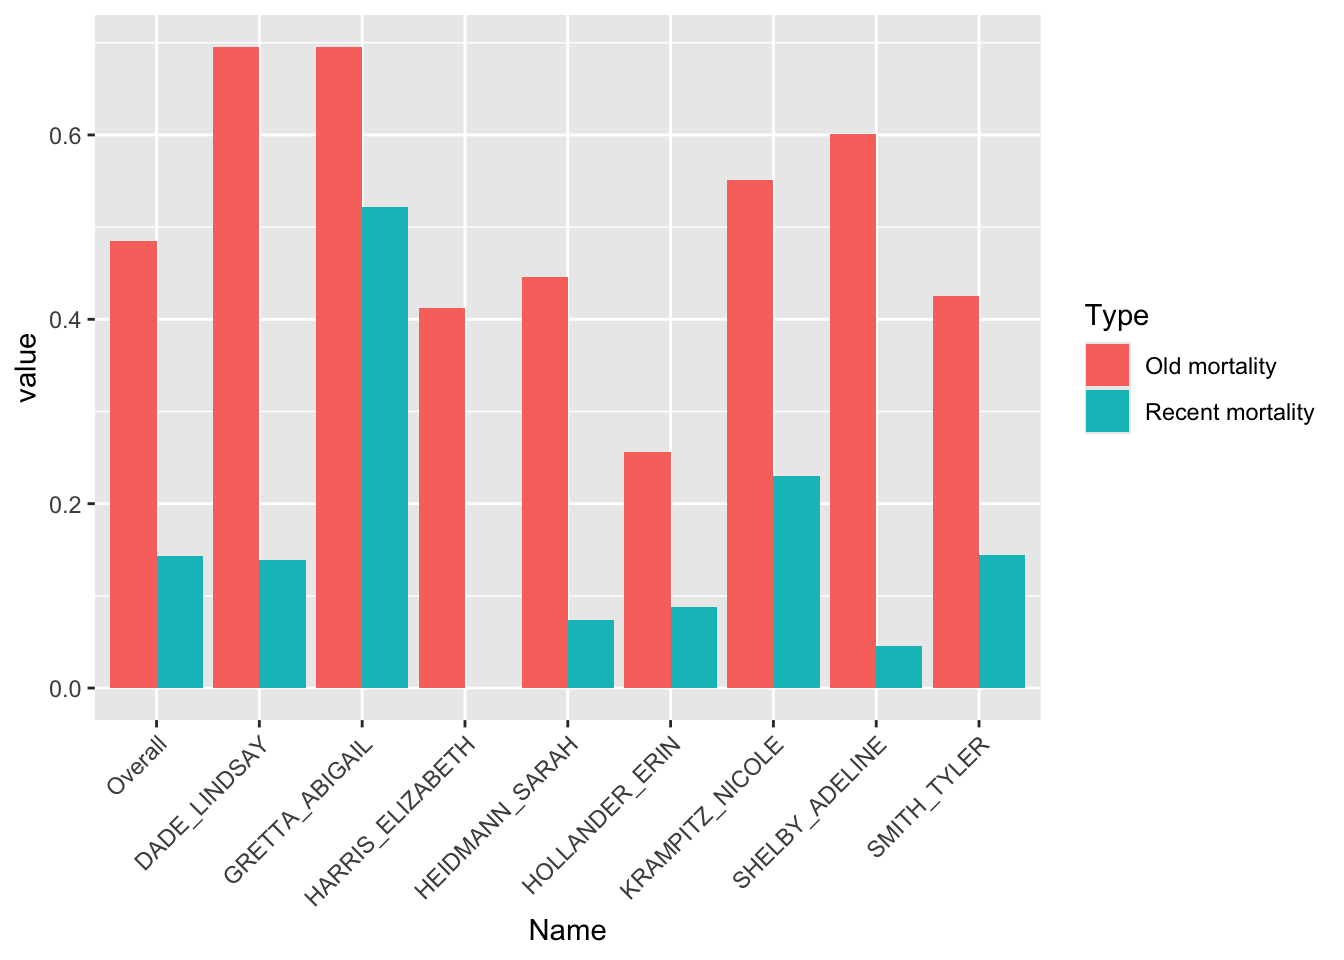 0.6
0.4
0.2
0.0
value
Overall
DADE_LINDSAY
GRETTA_ABIGAIL
HARRIS_ELIZABETH
HEIDMANN_SARAH
HOLLANDER_ERIN
KRAMPITZ_NICOLE
SHELBY_ADELINE
SMITH_TYLER
Name
Type
Old mortality
Recent mortality